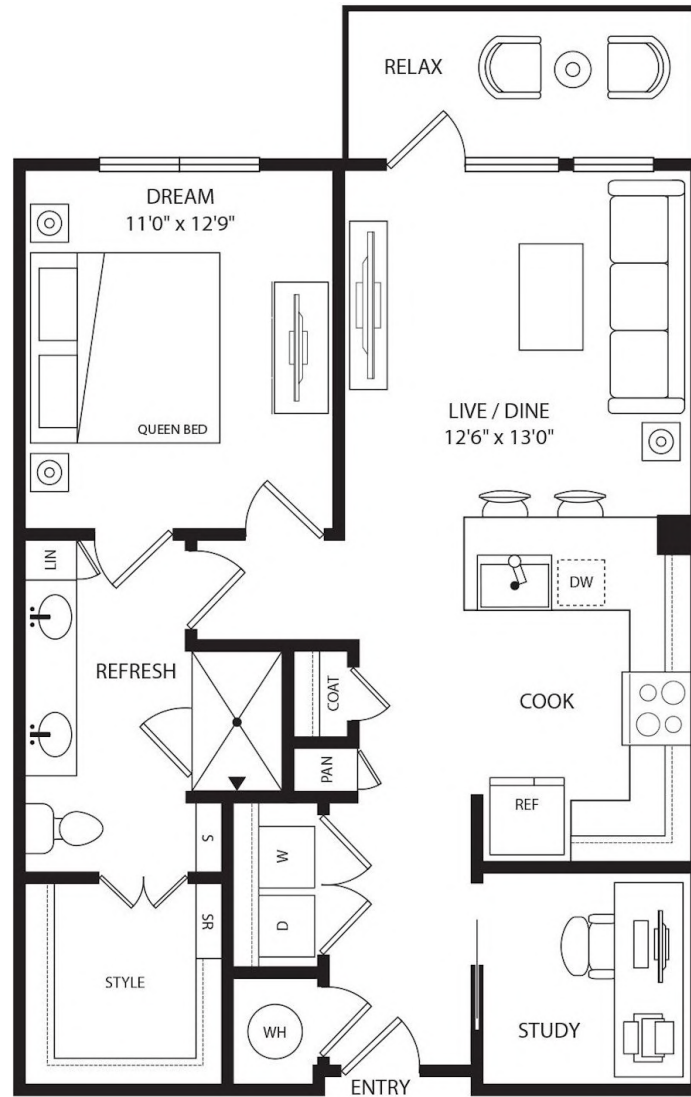 RELAX
DREAM
11'0" x 12'9"
QUEEN BED
LIVE / DINE
12'6" x 13'0"
LIN
DW
REFRESH
COAT
COOK
PAN
REF
S
W
SR
D
STYLE
WH
STUDY
ENTRY